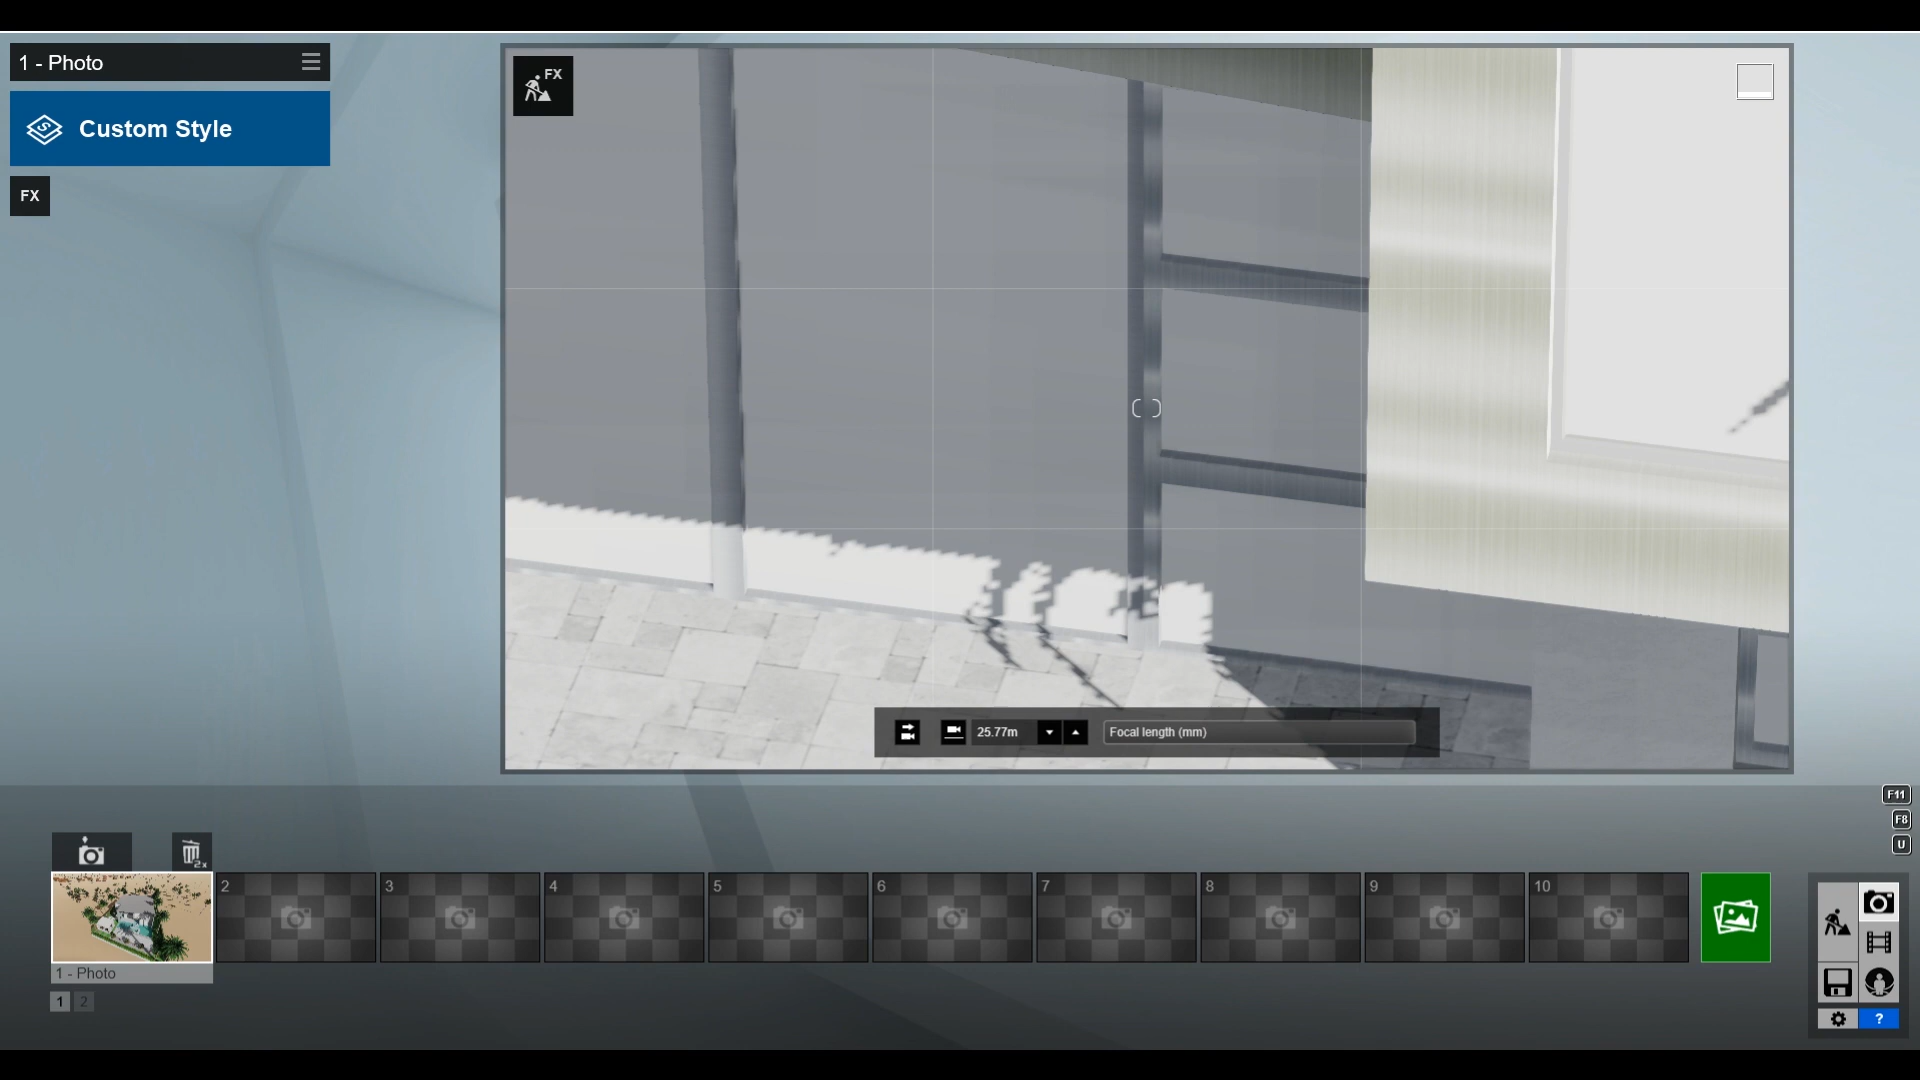 1 - Photo
Custom Style
FX
FX
25.77m
Focal length (mm)
F11
F8
U
2x
2
3
4
5
6
7
8
9
10
1 - Photo
1 2
?